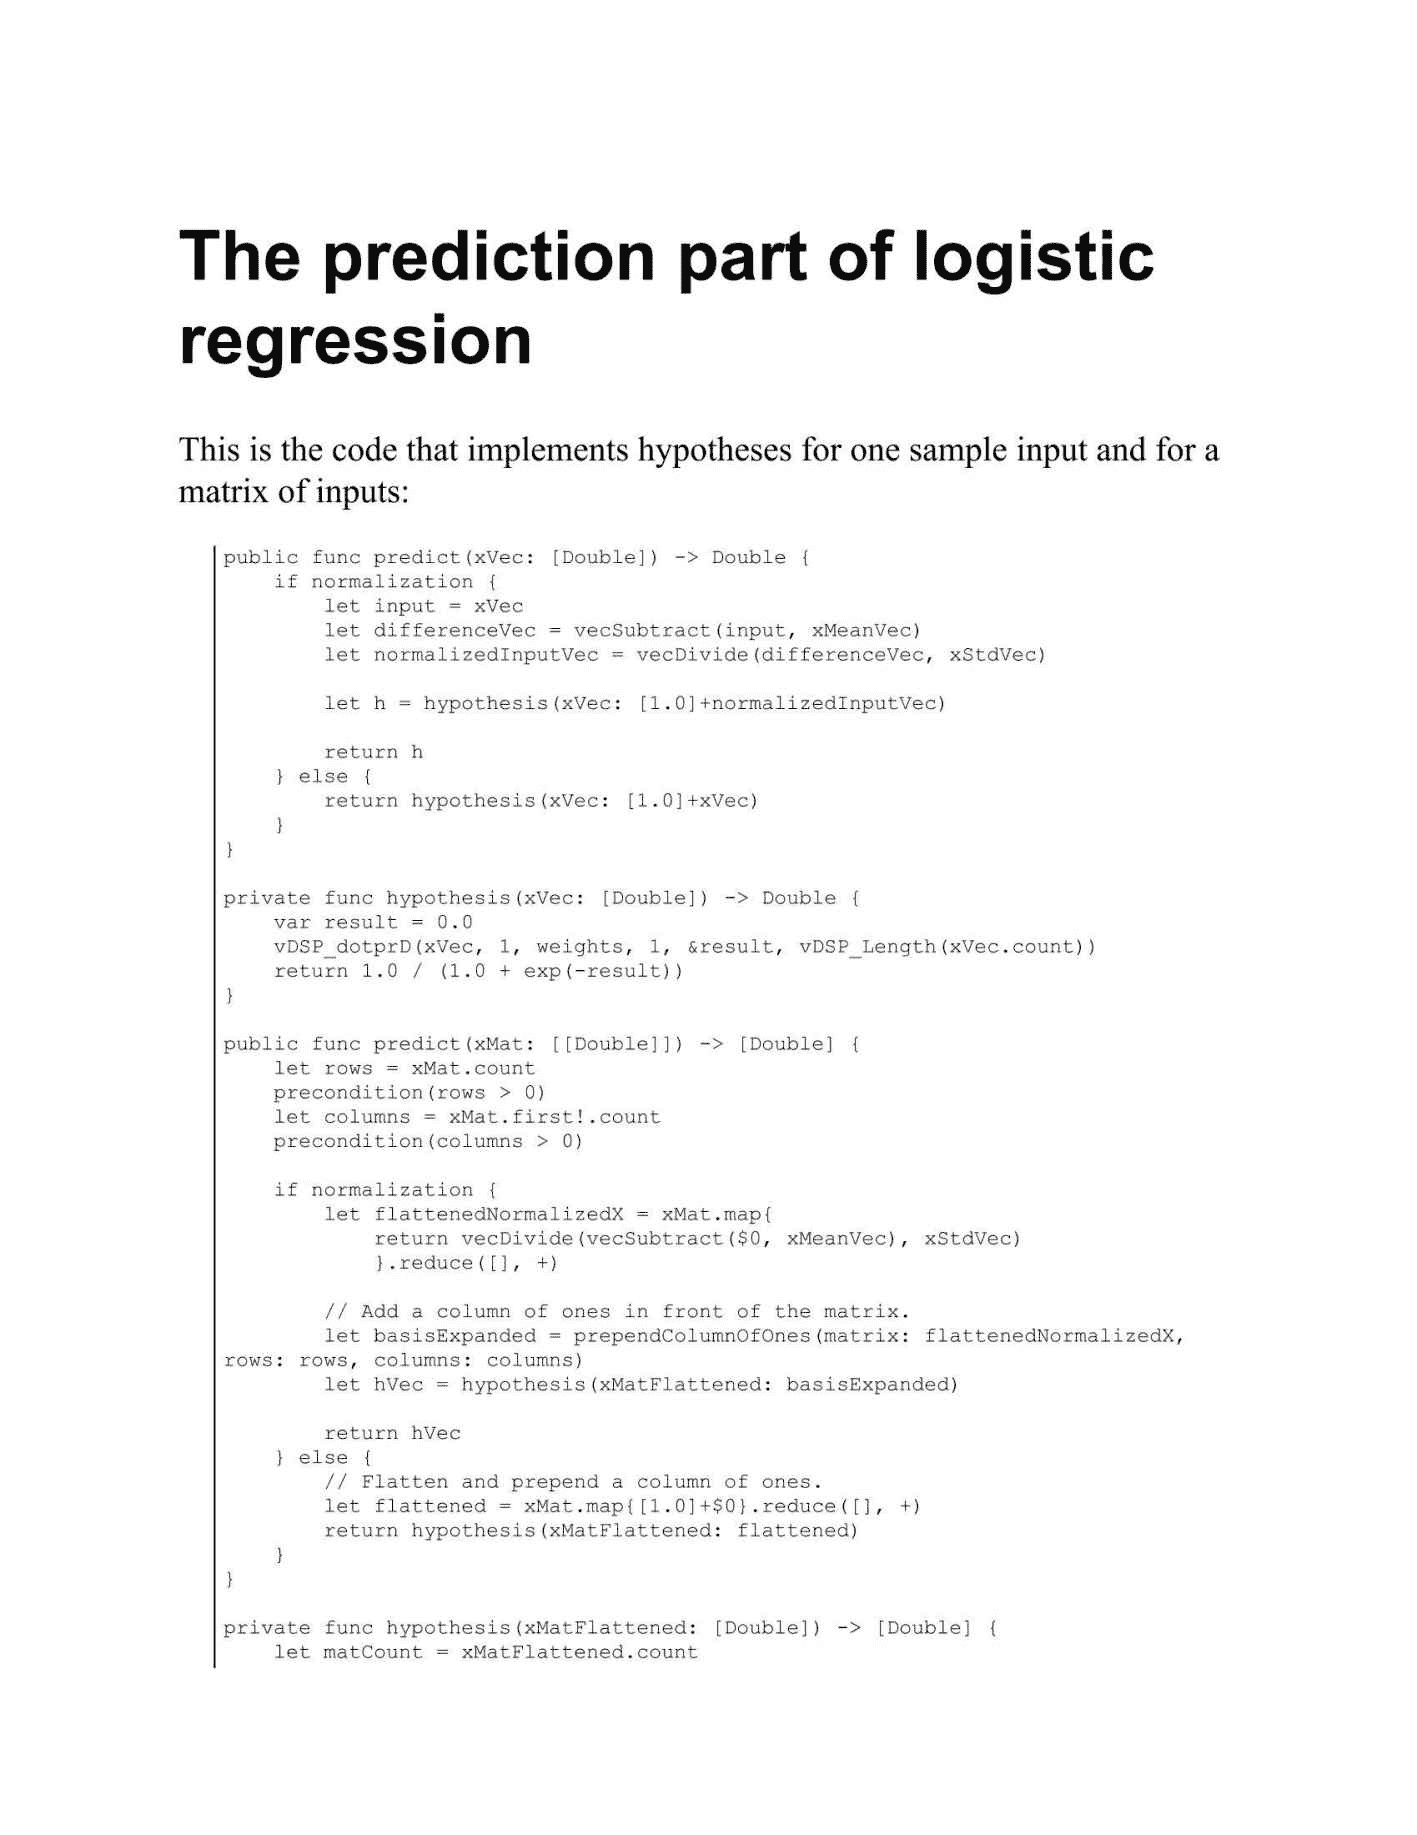 The prediction part of logistic
regression
This is the code that implements hypotheses for one sample input and for a
matrix of inputs:
public func predict(xVec: [Double]) -> Double {
    if normalization {
        let input = xVec
        let differenceVec = vecSubtract(input, xMeanVec)
        let normalizedInputVec = vecDivide(differenceVec, xStdVec)

        let h = hypothesis(xVec: [1.0]+normalizedInputVec)

        return h
    } else {
        return hypothesis(xVec: [1.0]+xVec)
    }
}

private func hypothesis(xVec: [Double]) -> Double {
    var result = 0.0
    vDSP_dotprD(xVec, 1, weights, 1, &result, vDSP_Length(xVec.count))
    return 1.0 / (1.0 + exp(-result))
}

public func predict(xMat: [[Double]]) -> [Double] {
    let rows = xMat.count
    precondition(rows > 0)
    let columns = xMat.first!.count
    precondition(columns > 0)

    if normalization {
        let flattenedNormalizedX = xMat.map{
            return vecDivide(vecSubtract($0, xMeanVec), xStdVec)
            }.reduce([], +)

        // Add a column of ones in front of the matrix.
        let basisExpanded = prependColumnOfOnes(matrix: flattenedNormalizedX,
rows: rows, columns: columns)
        let hVec = hypothesis(xMatFlattened: basisExpanded)

        return hVec
    } else {
        // Flatten and prepend a column of ones.
        let flattened = xMat.map{[1.0]+$0}.reduce([], +)
        return hypothesis(xMatFlattened: flattened)
    }
}

private func hypothesis(xMatFlattened: [Double]) -> [Double] {
    let matCount = xMatFlattened.count